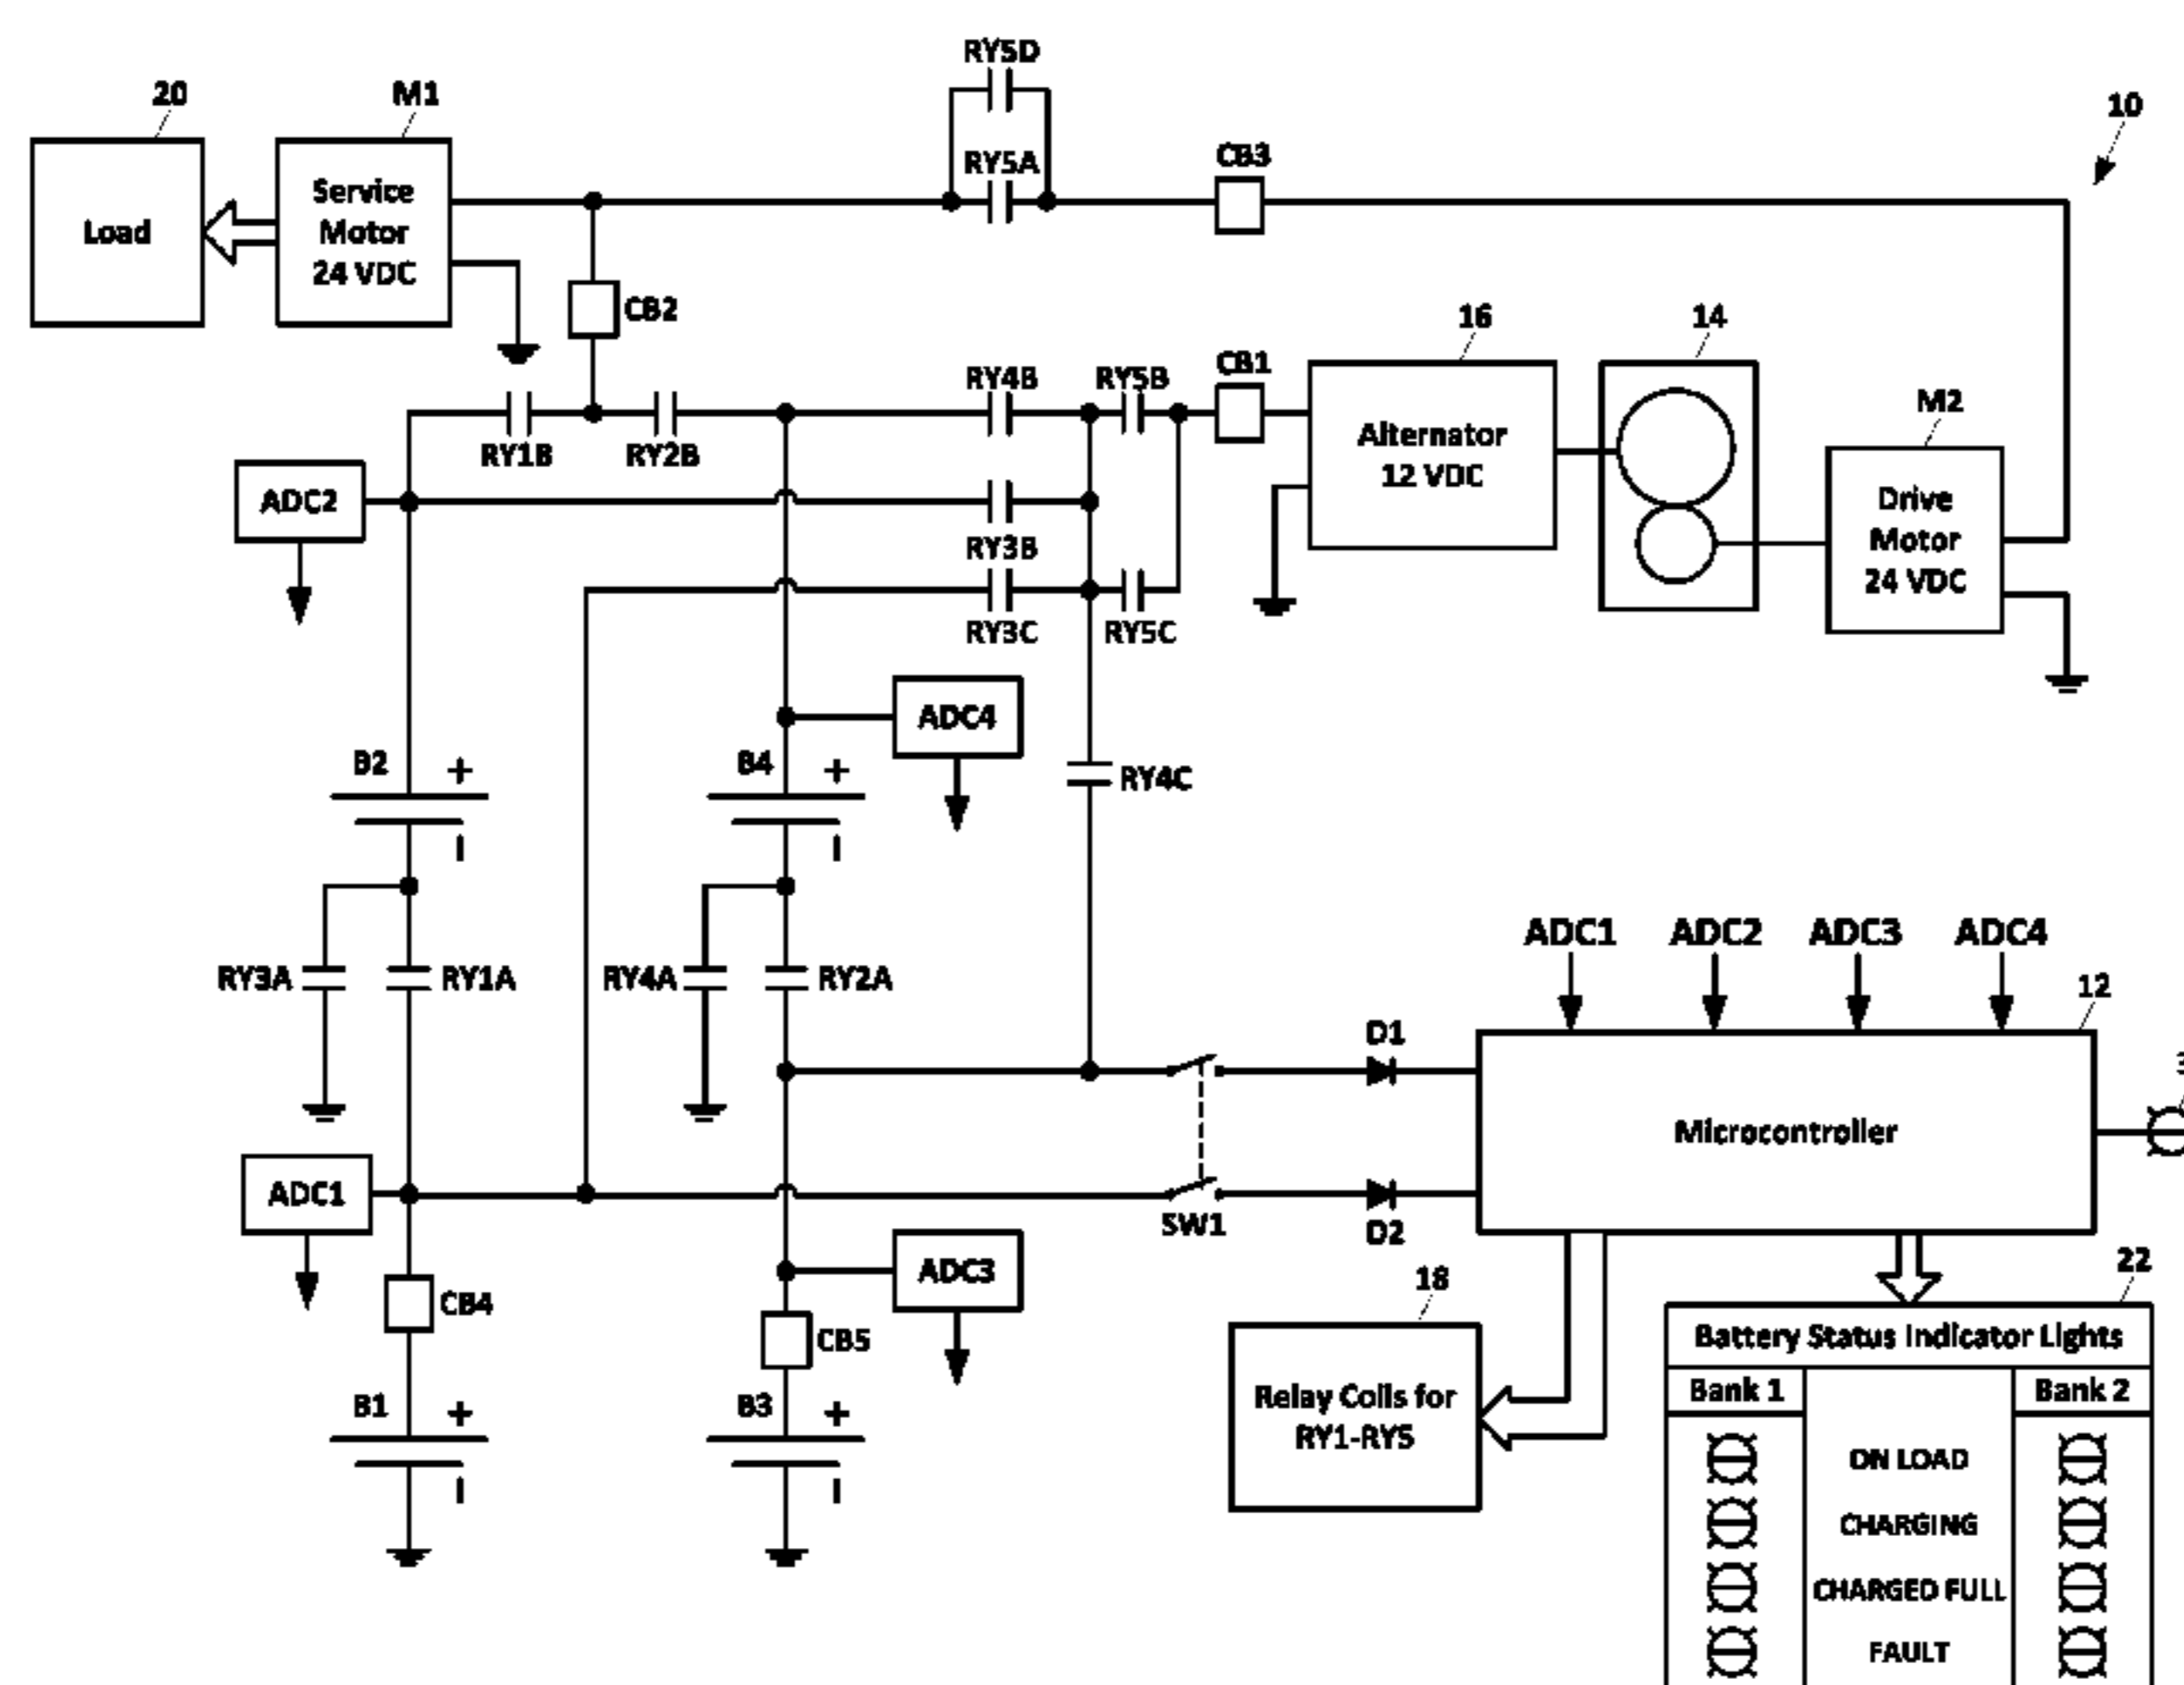 RY5D
20
M1
10
RY5A
CB3
Load
Service
Motor
24 VDC
CB2
16
14
CB1
RY4B
RY5B
M2
Alternator
12 VDC
RY1B
RY2B
ADC2
Drive
Motor
24 VDC
RY3B
RY3C
RY5C
ADC4
B2
+
B4
+
RY4C
ADC1
ADC2
ADC3
ADC4
RY3A
RY1A
RY4A
RY2A
12
D1
Microcontroller
ADC1
SW1
D2
ADC3
22
18
CB4
CB5
Battery Status Indicator Lights
Bank 1
Bank 2
B1
+
B3
+
Relay Coils for
RY1-RY5
ON LOAD
CHARGING
CHARGED FULL
FAULT